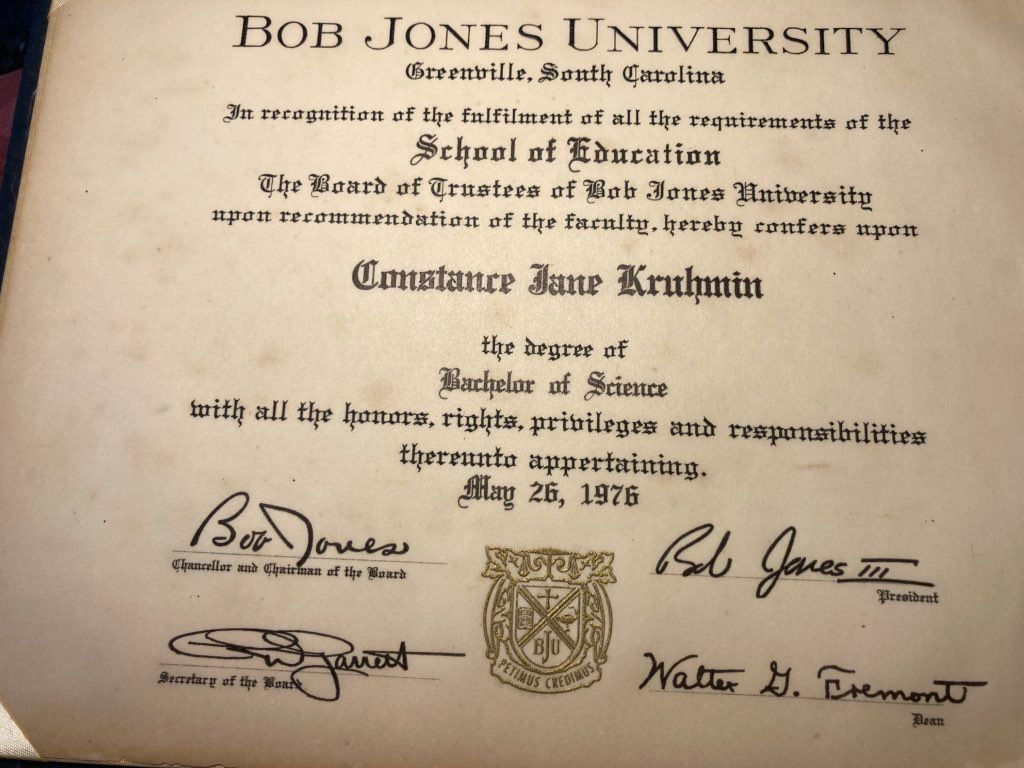 BOB JONES UNIVERSITY
Greenville, South Carolina
In recognition of the fulfilment of all the requirements of the
School of Education
The Board of Trustees of Bob Jones University
upon recommendation of the faculty, hereby confers upon
Constance Jane Kruhmin
the degree of
Bachelor of Science
with all the honors, rights, privileges and responsibilities
thereunto appertaining.
May 26, 1976
Bob Jones
Chancellor and Chairman of the Board
Bob Jones III
President
Garrett
Secretary of the Board
BJU
PETIMUS CREDIMUS
Walter G. Fremont
Dean